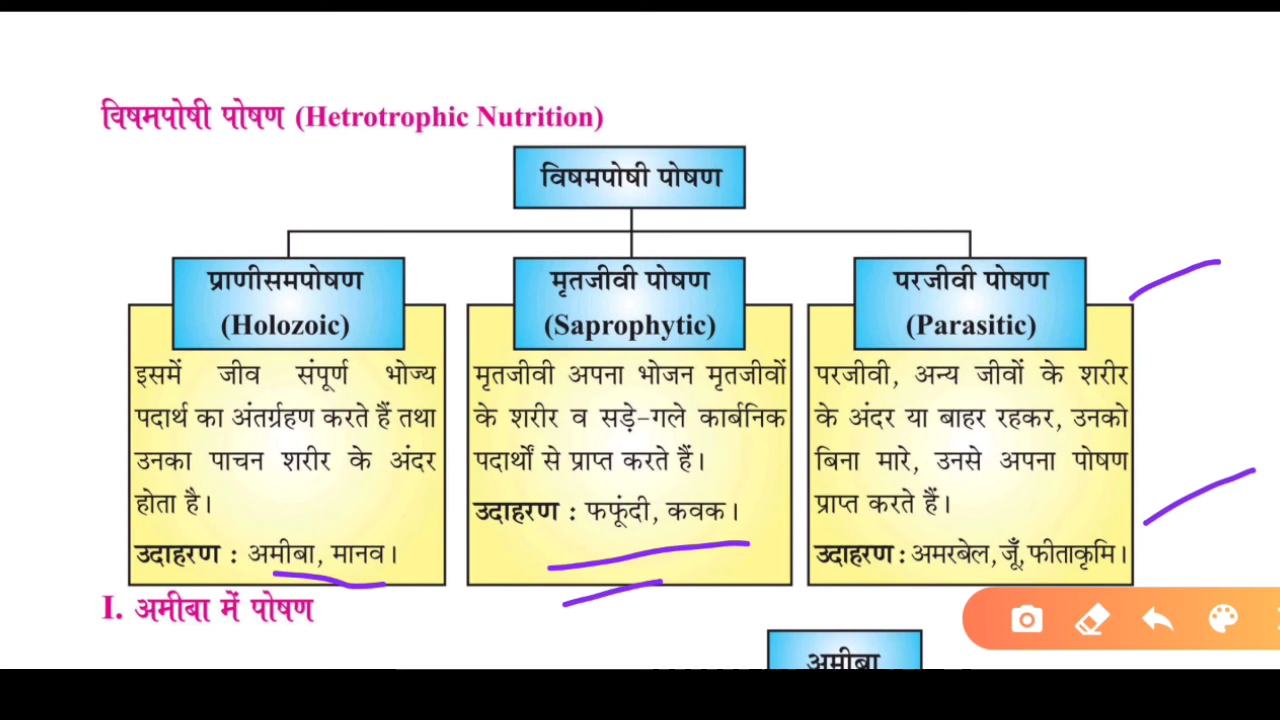 विषमपोषी पोषण (Hetrotrophic Nutrition)
विषमपोषी पोषण
प्राणीसमपोषण
(Holozoic)
इसमें जीव संपूर्ण भोज्य
पदार्थ का अंतर्ग्रहण करते हैं तथा
उनका पाचन शरीर के अंदर
होता है।
उदाहरण : अमीबा, मानव।
मृतजीवी पोषण
(Saprophytic)
मृतजीवी अपना भोजन मृतजीवों
के शरीर व सड़े-गले कार्बनिक
पदार्थों से प्राप्त करते हैं।
उदाहरण : फफूंदी, कवक।
परजीवी पोषण
(Parasitic)
परजीवी, अन्य जीवों के शरीर
के अंदर या बाहर रहकर, उनको
बिना मारे, उनसे अपना पोषण
प्राप्त करते हैं।
उदाहरण : अमरबेल, जूँ, फीताकृमि।
I. अमीबा में पोषण
अमीबा